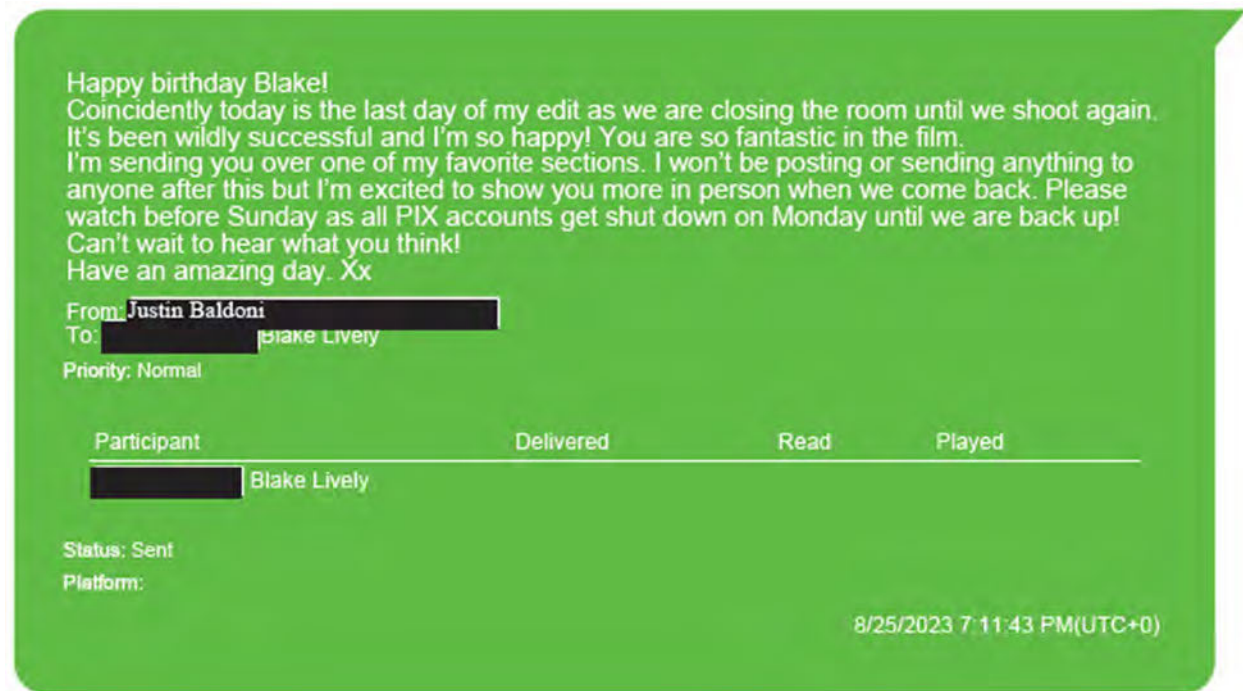 Happy birthday Blake!
Coincidently today is the last day of my edit as we are closing the room until we shoot again.
It's been wildly successful and I'm so happy! You are so fantastic in the film.
I'm sending you over one of my favorite sections. I won't be posting or sending anything to
anyone after this but I'm excited to show you more in person when we come back. Please
watch before Sunday as all PIX accounts get shut down on Monday until we are back up!
Can't wait to hear what you think!
Have an amazing day. Xx
From: Justin Baldoni
To: Blake Lively
Priority: Normal
Participant Delivered Read Played
Blake Lively
Status: Sent
Platform:
8/25/2023 7:11:43 PM(UTC+0)